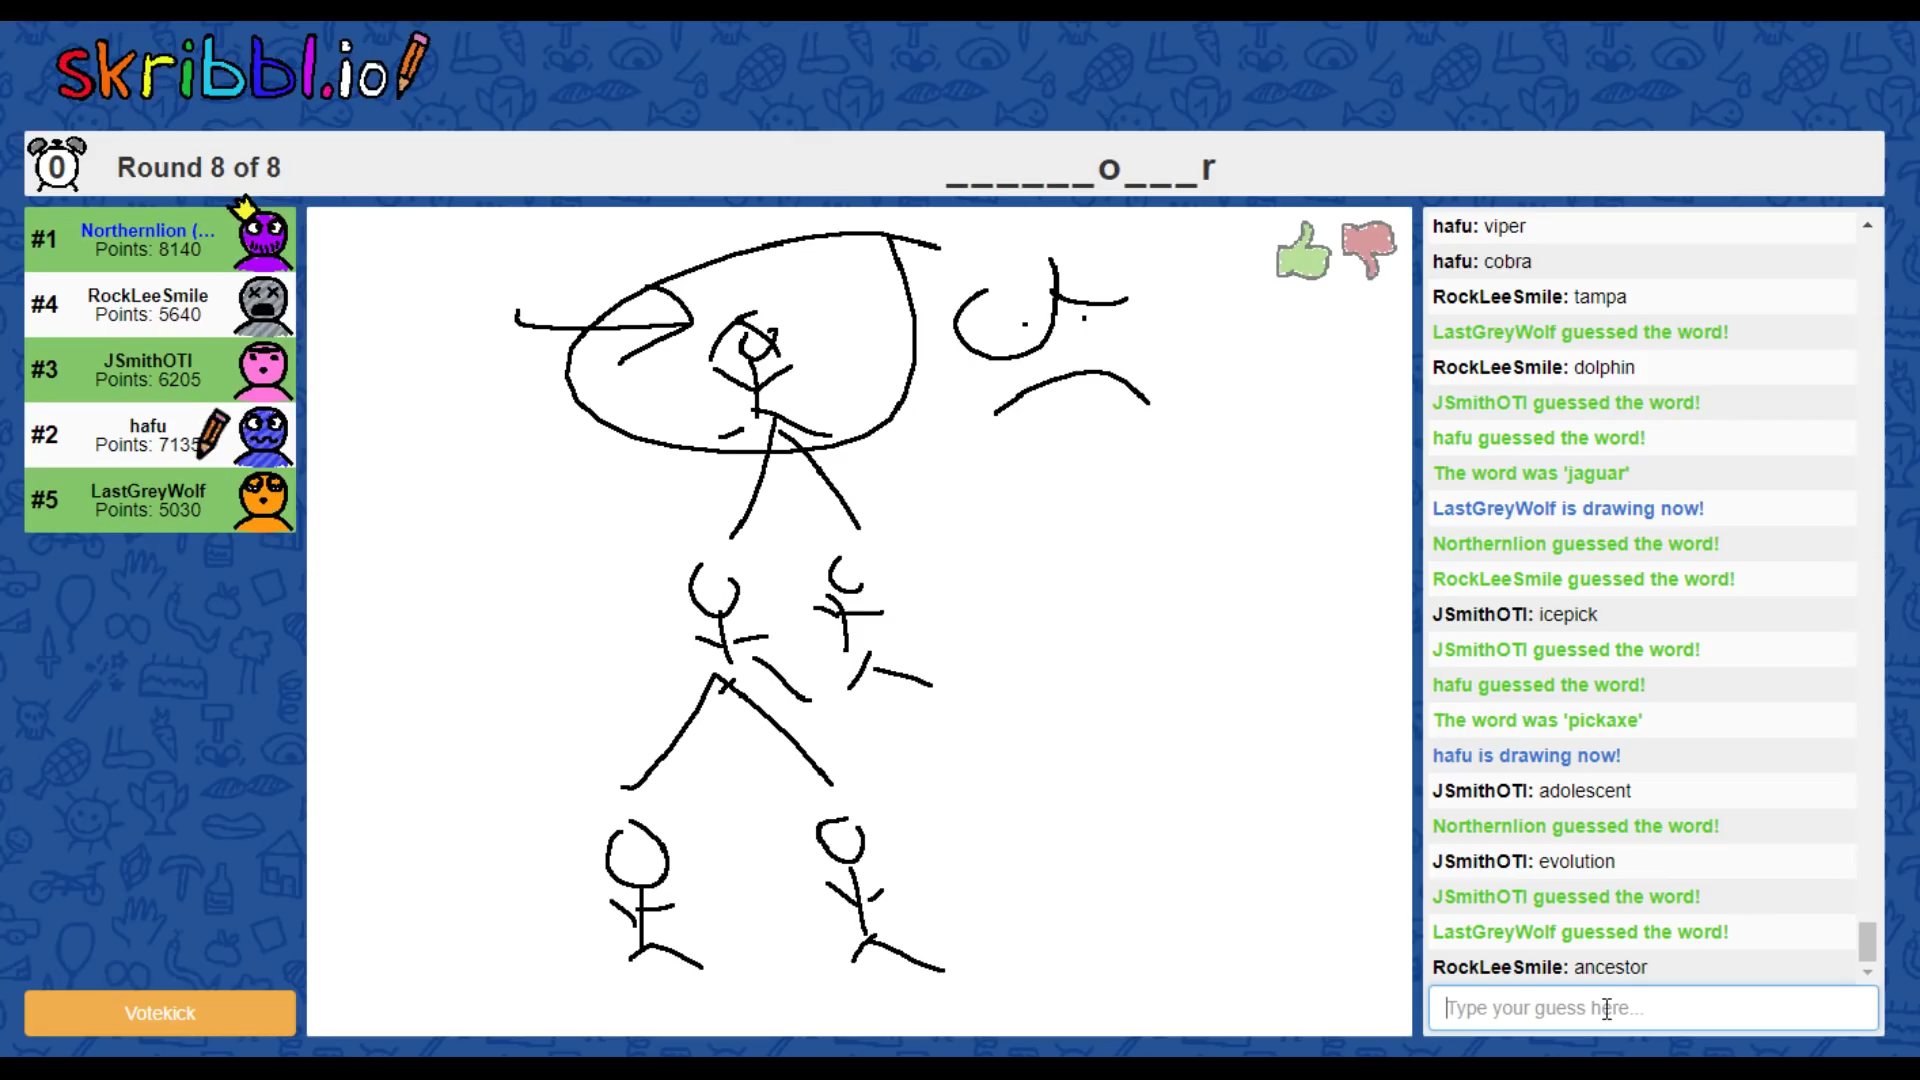 skribbl.io
0
Round 8 of 8
______o___r
#1
Northernlion (...
Points: 8140
#4
RockLeeSmile
Points: 5640
#3
JSmithOTI
Points: 6205
#2
hafu
Points: 7135
#5
LastGreyWolf
Points: 5030
Votekick
hafu: viper
hafu: cobra
RockLeeSmile: tampa
LastGreyWolf guessed the word!
RockLeeSmile: dolphin
JSmithOTI guessed the word!
hafu guessed the word!
The word was 'jaguar'
LastGreyWolf is drawing now!
Northernlion guessed the word!
RockLeeSmile guessed the word!
JSmithOTI: icepick
JSmithOTI guessed the word!
hafu guessed the word!
The word was 'pickaxe'
hafu is drawing now!
JSmithOTI: adolescent
Northernlion guessed the word!
JSmithOTI: evolution
JSmithOTI guessed the word!
LastGreyWolf guessed the word!
RockLeeSmile: ancestor
Type your guess here...